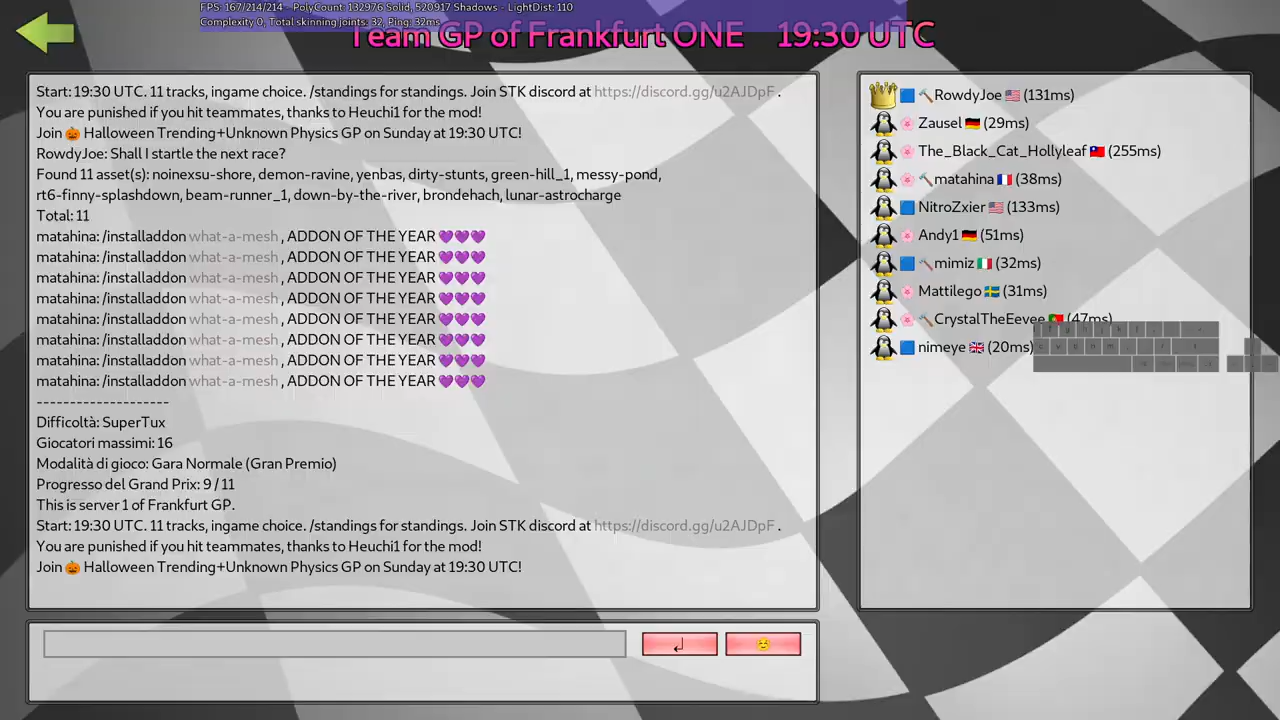 FPS: 167/214/214 - PolyCount: 132976 Solid, 520917 Shadows - LightDist: 110
Complexity 0, Total skinning joints: 32, Ping: 32ms
Team GP of Frankfurt ONE 19:30 UTC
Start: 19:30 UTC. 11 tracks, ingame choice. /standings for standings. Join STK discord at https://discord.gg/u2AJDpF .
You are punished if you hit teammates, thanks to Heuchi1 for the mod!
Join 🎃 Halloween Trending+Unknown Physics GP on Sunday at 19:30 UTC!
RowdyJoe: Shall I startle the next race?
Found 11 asset(s): noinexsu-shore, demon-ravine, yenbas, dirty-stunts, green-hill_1, messy-pond,
rt6-finny-splashdown, beam-runner_1, down-by-the-river, brondehach, lunar-astrocharge
Total: 11
matahina: /installaddon what-a-mesh , ADDON OF THE YEAR 💜💜💜
matahina: /installaddon what-a-mesh , ADDON OF THE YEAR 💜💜💜
matahina: /installaddon what-a-mesh , ADDON OF THE YEAR 💜💜💜
matahina: /installaddon what-a-mesh , ADDON OF THE YEAR 💜💜💜
matahina: /installaddon what-a-mesh , ADDON OF THE YEAR 💜💜💜
matahina: /installaddon what-a-mesh , ADDON OF THE YEAR 💜💜💜
matahina: /installaddon what-a-mesh , ADDON OF THE YEAR 💜💜💜
matahina: /installaddon what-a-mesh , ADDON OF THE YEAR 💜💜💜
--------------------
Difficoltà: SuperTux
Giocatori massimi: 16
Modalità di gioco: Gara Normale (Gran Premio)
Progresso del Grand Prix: 9 / 11
This is server 1 of Frankfurt GP.
Start: 19:30 UTC. 11 tracks, ingame choice. /standings for standings. Join STK discord at https://discord.gg/u2AJDpF .
You are punished if you hit teammates, thanks to Heuchi1 for the mod!
Join 🎃 Halloween Trending+Unknown Physics GP on Sunday at 19:30 UTC!
🟦 🔨RowdyJoe 🇺🇸 (131ms)
🌸 Zausel 🇩🇪 (29ms)
🌸 The_Black_Cat_Hollyleaf 🇹🇼 (255ms)
🌸 🔨matahina 🇫🇷 (38ms)
🟦 NitroZxier 🇺🇸 (133ms)
🌸 Andy1 🇩🇪 (51ms)
🟦 🔨mimiz 🇮🇹 (32ms)
🌸 Mattilego 🇸🇪 (31ms)
🌸 🔨CrystalTheEevee 🇵🇹 (47ms)
🟦 nimeye 🇬🇧 (20ms)